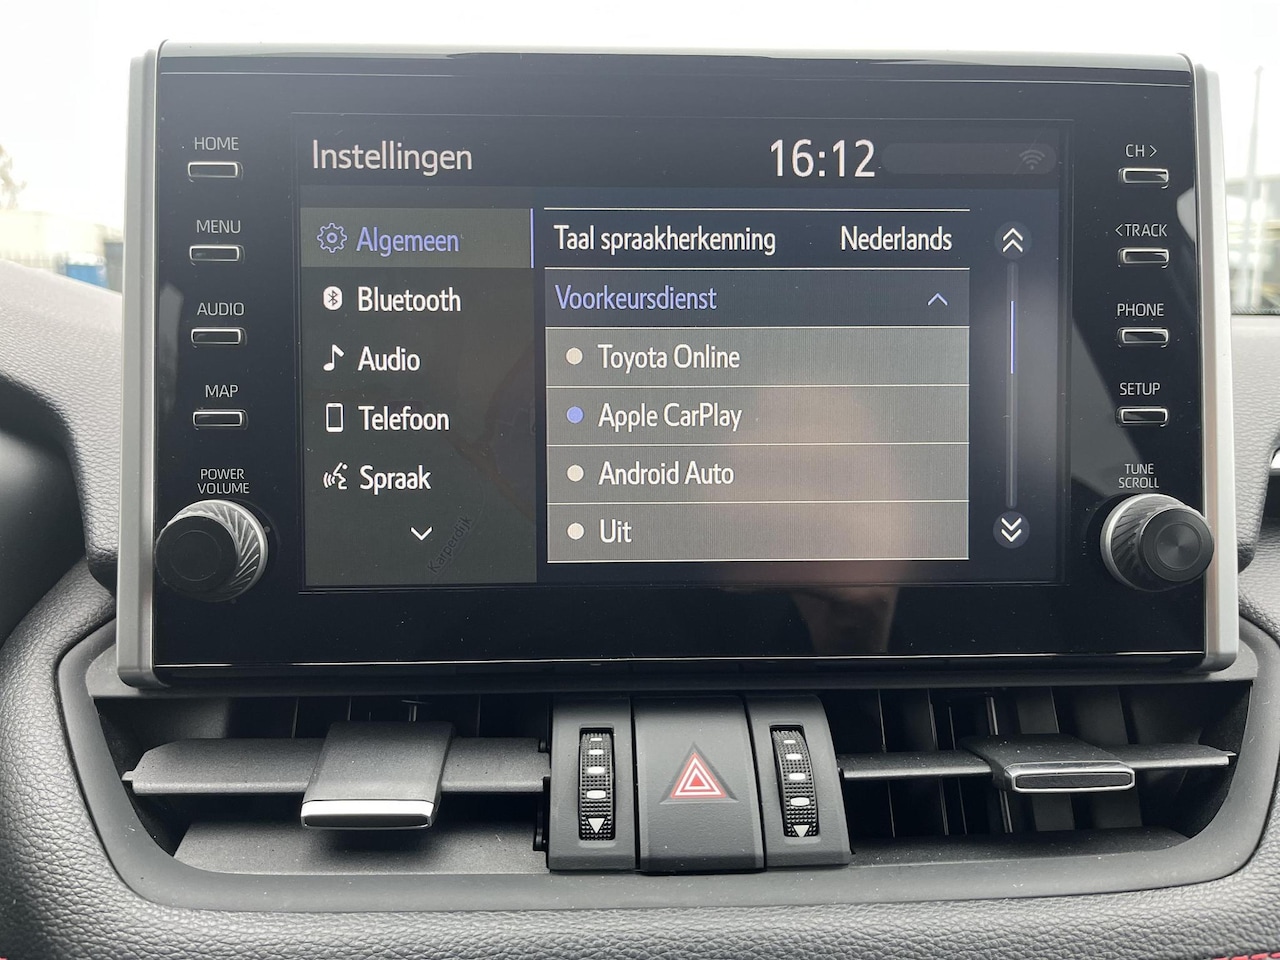 HOME
MENU
AUDIO
MAP
POWER
VOLUME
Instellingen
16:12
Algemeen
Bluetooth
Audio
Telefoon
Spraak
Karperdijk
Taal spraakherkenning Nederlands
Voorkeursdienst
Toyota Online
Apple CarPlay
Android Auto
Uit
CH >
< TRACK
PHONE
SETUP
TUNE
SCROLL